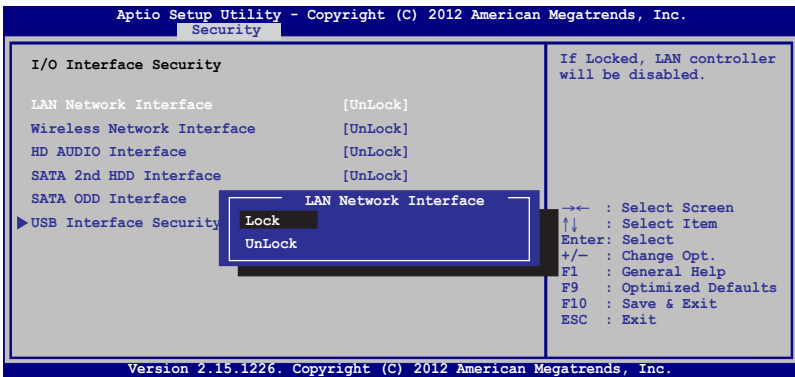 Aptio Setup Utility - Copyright (C) 2012 American Megatrends, Inc.
Security
I/O Interface Security
LAN Network Interface [UnLock]
Wireless Network Interface [UnLock]
HD AUDIO Interface [UnLock]
SATA 2nd HDD Interface [UnLock]
SATA ODD Interface
USB Interface Security
LAN Network Interface
Lock
UnLock
If Locked, LAN controller
will be disabled.
→← : Select Screen
↑↓ : Select Item
Enter: Select
+/— : Change Opt.
F1 : General Help
F9 : Optimized Defaults
F10 : Save & Exit
ESC : Exit
Version 2.15.1226. Copyright (C) 2012 American Megatrends, Inc.